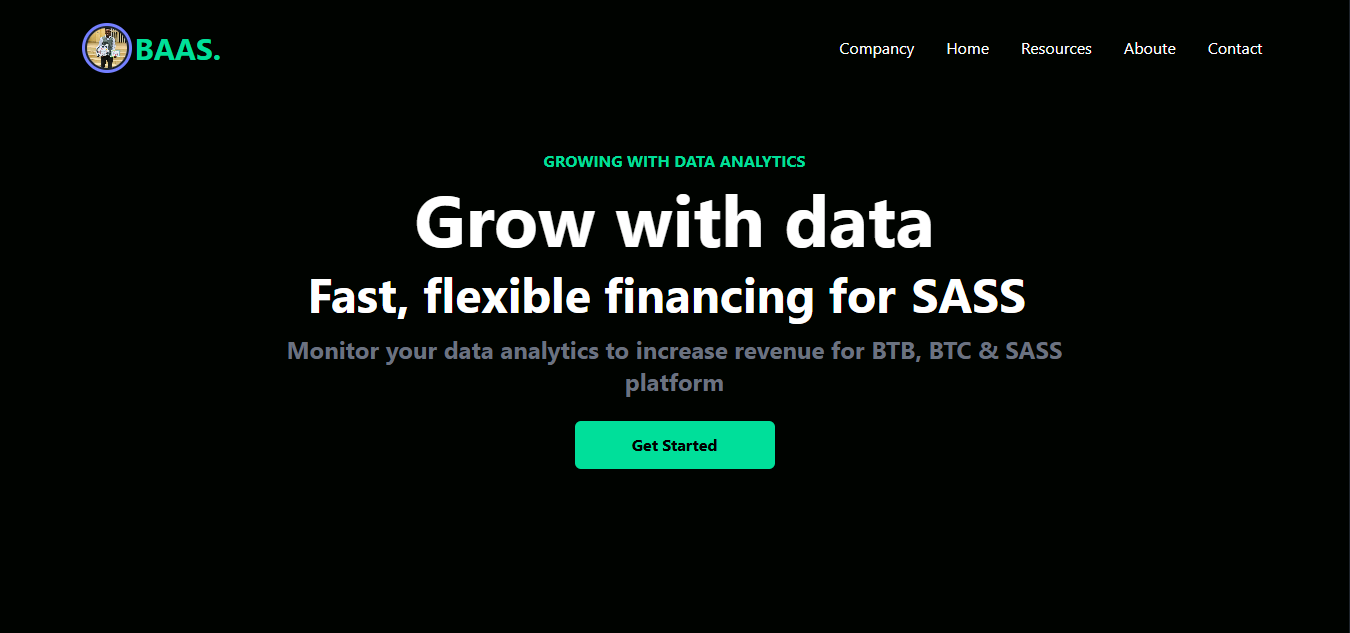 BAAS.
Compancy Home Resources Aboute Contact
GROWING WITH DATA ANALYTICS
Grow with data
Fast, flexible financing for SASS
Monitor your data analytics to increase revenue for BTB, BTC & SASS
platform
Get Started